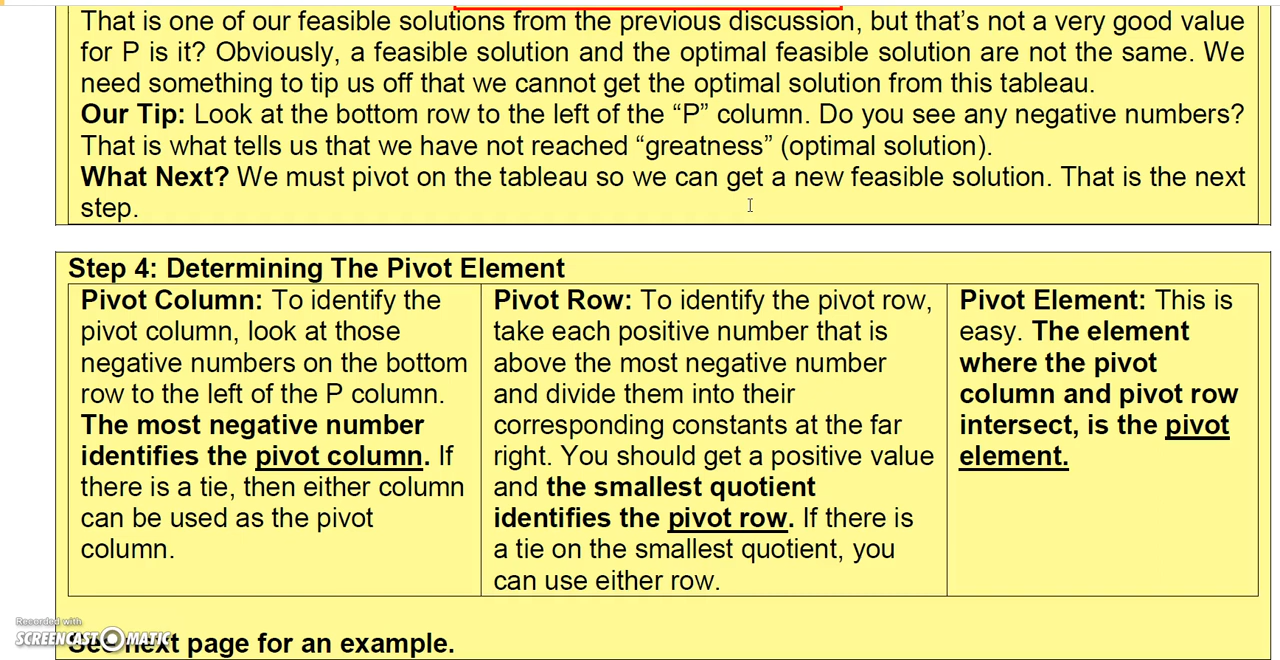 That is one of our feasible solutions from the previous discussion, but that's not a very good value
for P is it? Obviously, a feasible solution and the optimal feasible solution are not the same. We
need something to tip us off that we cannot get the optimal solution from this tableau.
Our Tip: Look at the bottom row to the left of the “P” column. Do you see any negative numbers?
That is what tells us that we have not reached “greatness” (optimal solution).
What Next? We must pivot on the tableau so we can get a new feasible solution. That is the next
step.
Step 4: Determining The Pivot Element
Pivot Column: To identify the
pivot column, look at those
negative numbers on the bottom
row to the left of the P column.
The most negative number
identifies the pivot column. If
there is a tie, then either column
can be used as the pivot
column.
Pivot Row: To identify the pivot row,
take each positive number that is
above the most negative number
and divide them into their
corresponding constants at the far
right. You should get a positive value
and the smallest quotient
identifies the pivot row. If there is
a tie on the smallest quotient, you
can use either row.
Pivot Element: This is
easy. The element
where the pivot
column and pivot row
intersect, is the pivot
element.
See next page for an example.
Recorded with
SCREENCAST-O-MATIC